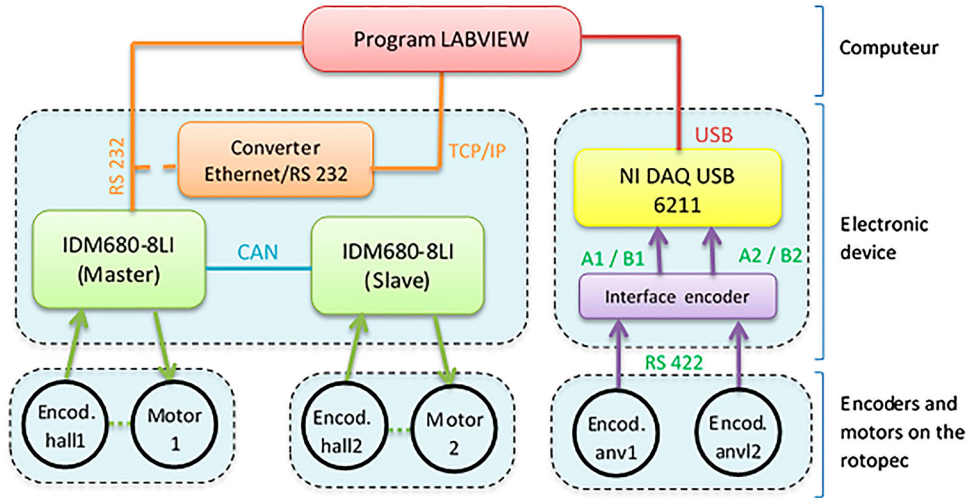 Program LABVIEW
Computeur
RS 232
Converter
Ethernet/RS 232
TCP/IP
USB
NI DAQ USB
6211
IDM680-8LI
(Master)
CAN
IDM680-8LI
(Slave)
A1 / B1
A2 / B2
Interface encoder
Electronic
device
RS 422
Encod.
hall1
Motor
1
Encod.
hall2
Motor
2
Encod.
anv1
Encod.
anvl2
Encoders and
motors on the
rotopec